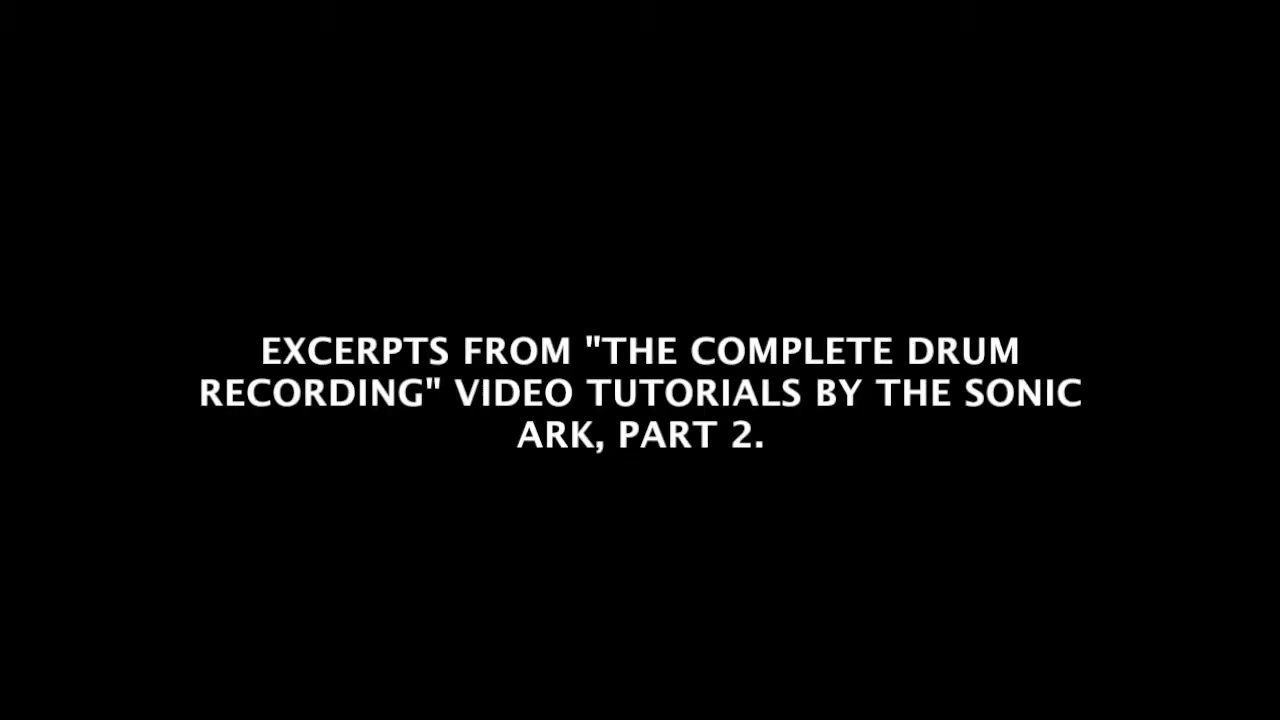 EXCERPTS FROM "THE COMPLETE DRUM
RECORDING" VIDEO TUTORIALS BY THE SONIC
ARK, PART 2.